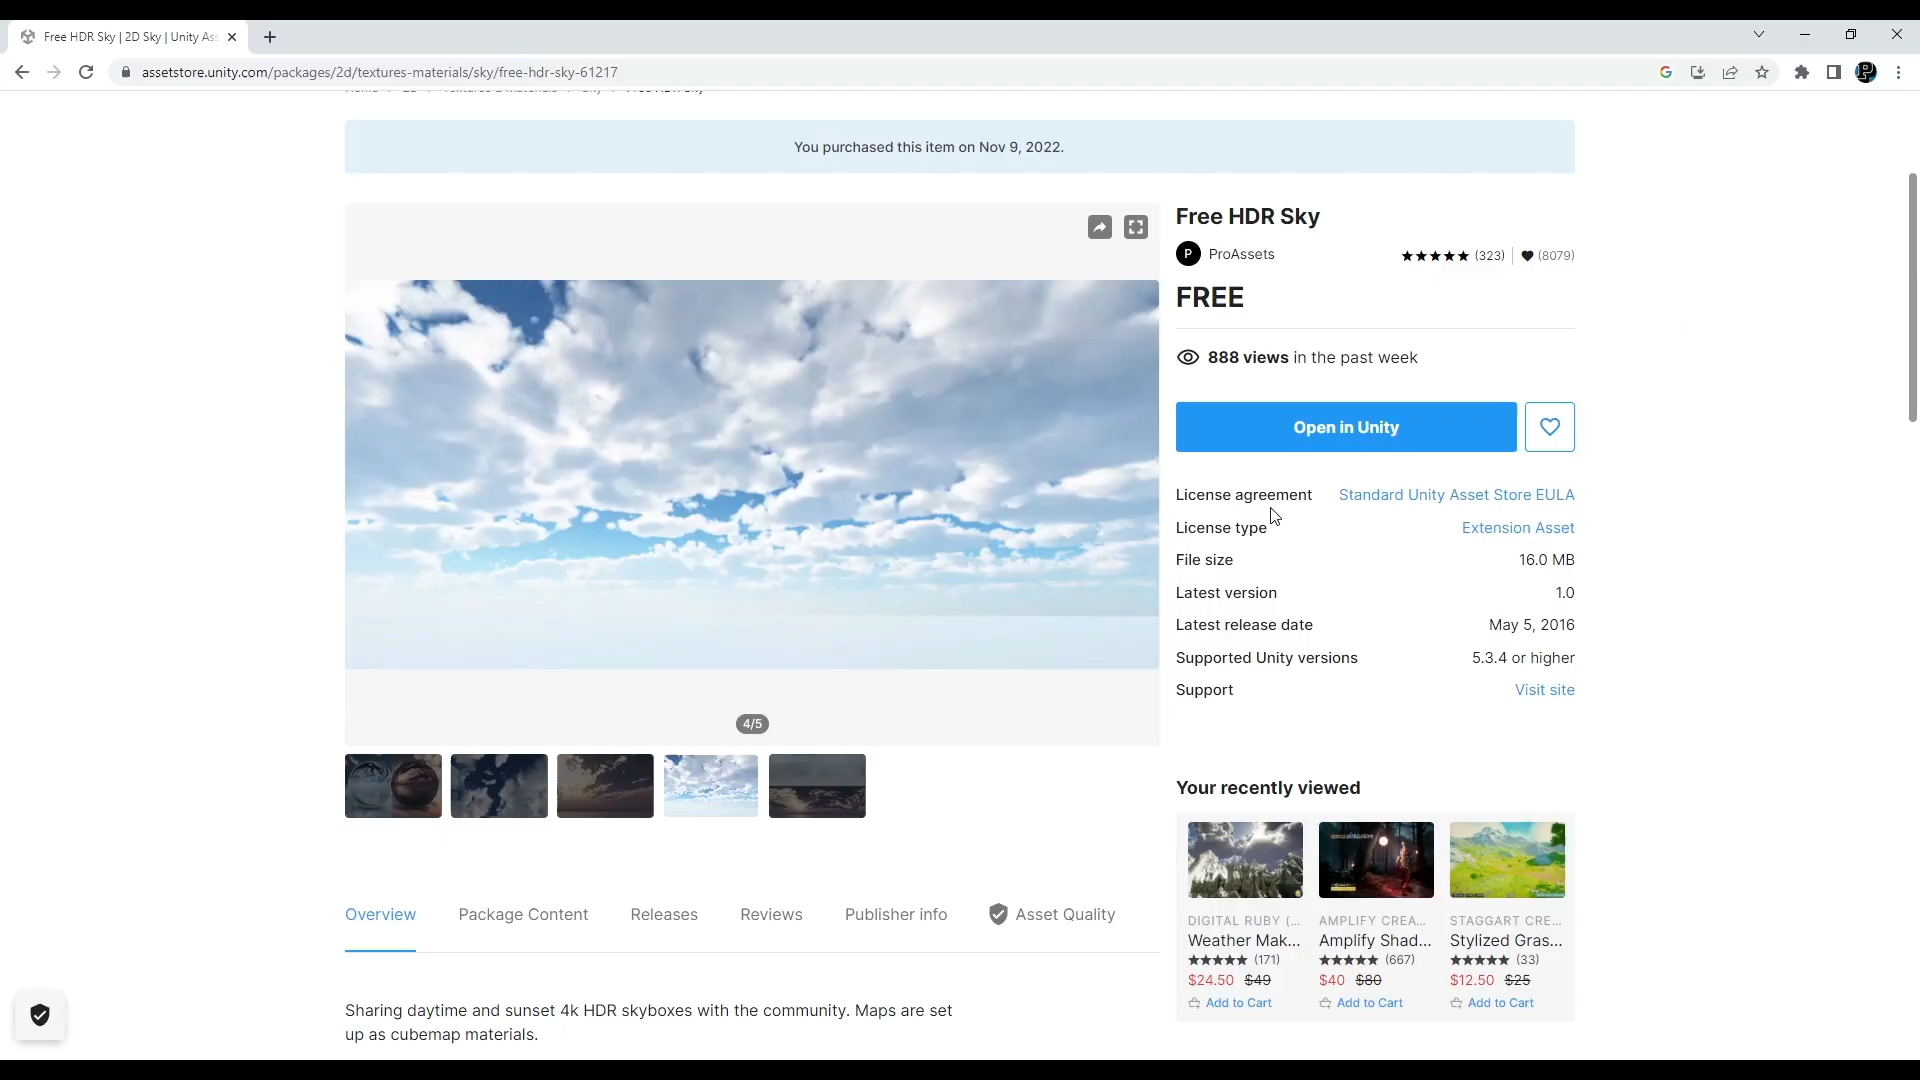 Free HDR Sky | 2D Sky | Unity Ass
assetstore.unity.com/packages/2d/textures-materials/sky/free-hdr-sky-61217
You purchased this item on Nov 9, 2022.
Free HDR Sky
P ProAssets
(323) | (8079)
FREE
888 views in the past week
Open in Unity
License agreement Standard Unity Asset Store EULA
License type Extension Asset
File size 16.0 MB
Latest version 1.0
Latest release date May 5, 2016
Supported Unity versions 5.3.4 or higher
Support Visit site
4/5
Your recently viewed
DIGITAL RUBY (... AMPLIFY CREA... STAGGART CRE...
Weather Mak... Amplify Shad... Stylized Gras...
(171) (667) (33)
$24.50 $49 $40 $80 $12.50 $25
Add to Cart Add to Cart Add to Cart
Overview Package Content Releases Reviews Publisher info Asset Quality
Sharing daytime and sunset 4k HDR skyboxes with the community. Maps are set
up as cubemap materials.